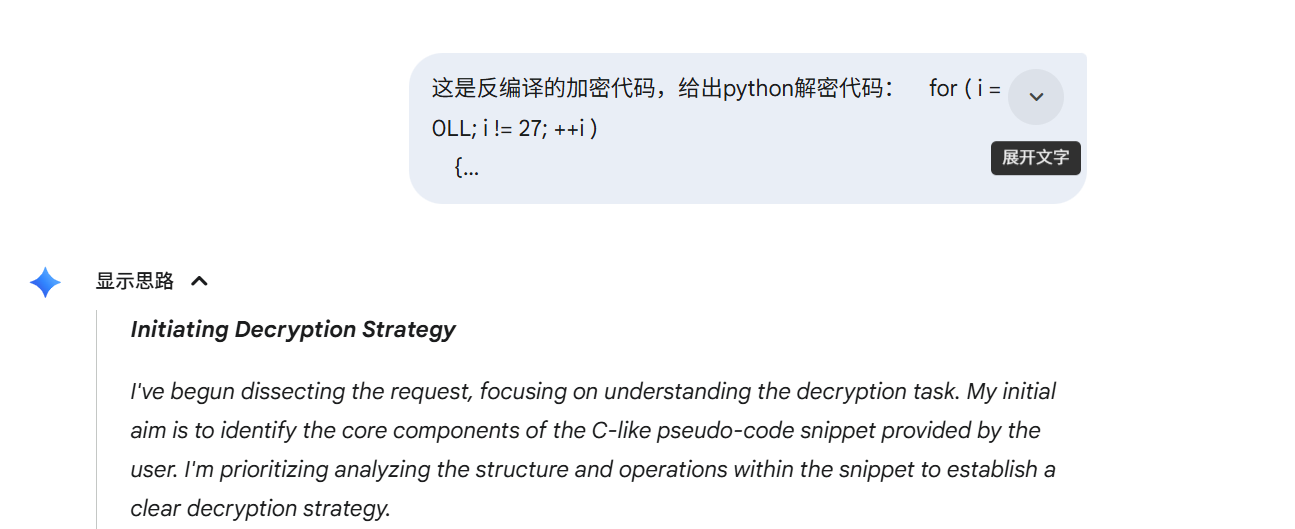 这是反编译的加密代码，给出python解密代码： for ( i =
0LL; i != 27; ++i )
{...
展开文字
显示思路
Initiating Decryption Strategy
I've begun dissecting the request, focusing on understanding the decryption task. My initial
aim is to identify the core components of the C-like pseudo-code snippet provided by the
user. I'm prioritizing analyzing the structure and operations within the snippet to establish a
clear decryption strategy.